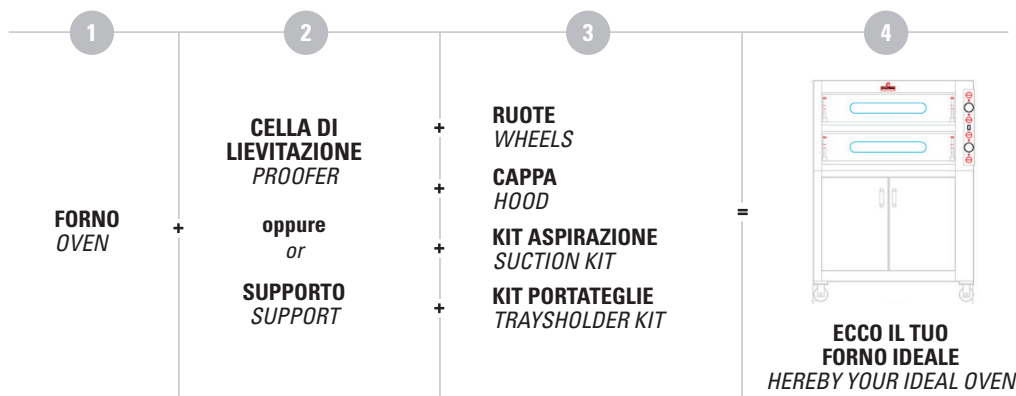 1
2
3
4
FORNO
OVEN
+
CELLA DI
LIEVITAZIONE
PROOFER
oppure
or
SUPPORTO
SUPPORT
+ RUOTE
WHEELS
+ CAPPA
HOOD
+ KIT ASPIRAZIONE
SUCTION KIT
+ KIT PORTATEGLIE
TRAYSHOLDER KIT
=
ECCO IL TUO
FORNO IDEALE
HEREBY YOUR IDEAL OVEN